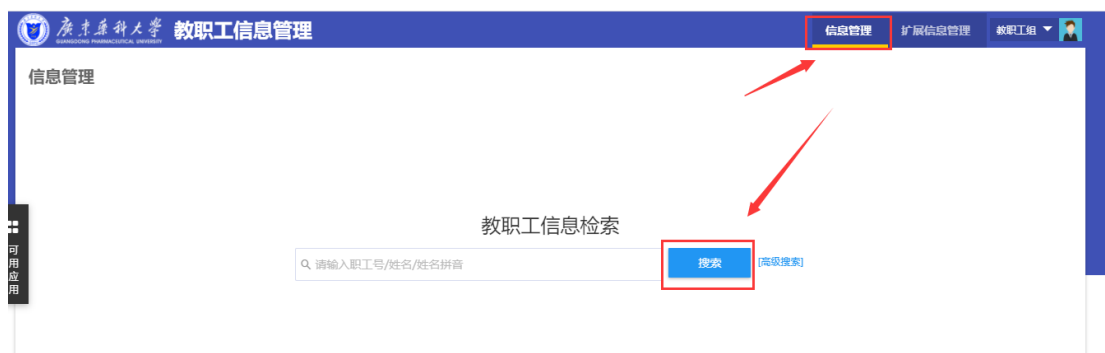 廣東藥科大學 教职工信息管理 信息管理 扩展信息管理 教职工组
GUANGDONG PHARMACEUTICAL UNIVERSITY
信息管理
教职工信息检索
请输入职工号/姓名/姓名拼音 搜索 [高级搜索]
可用应用